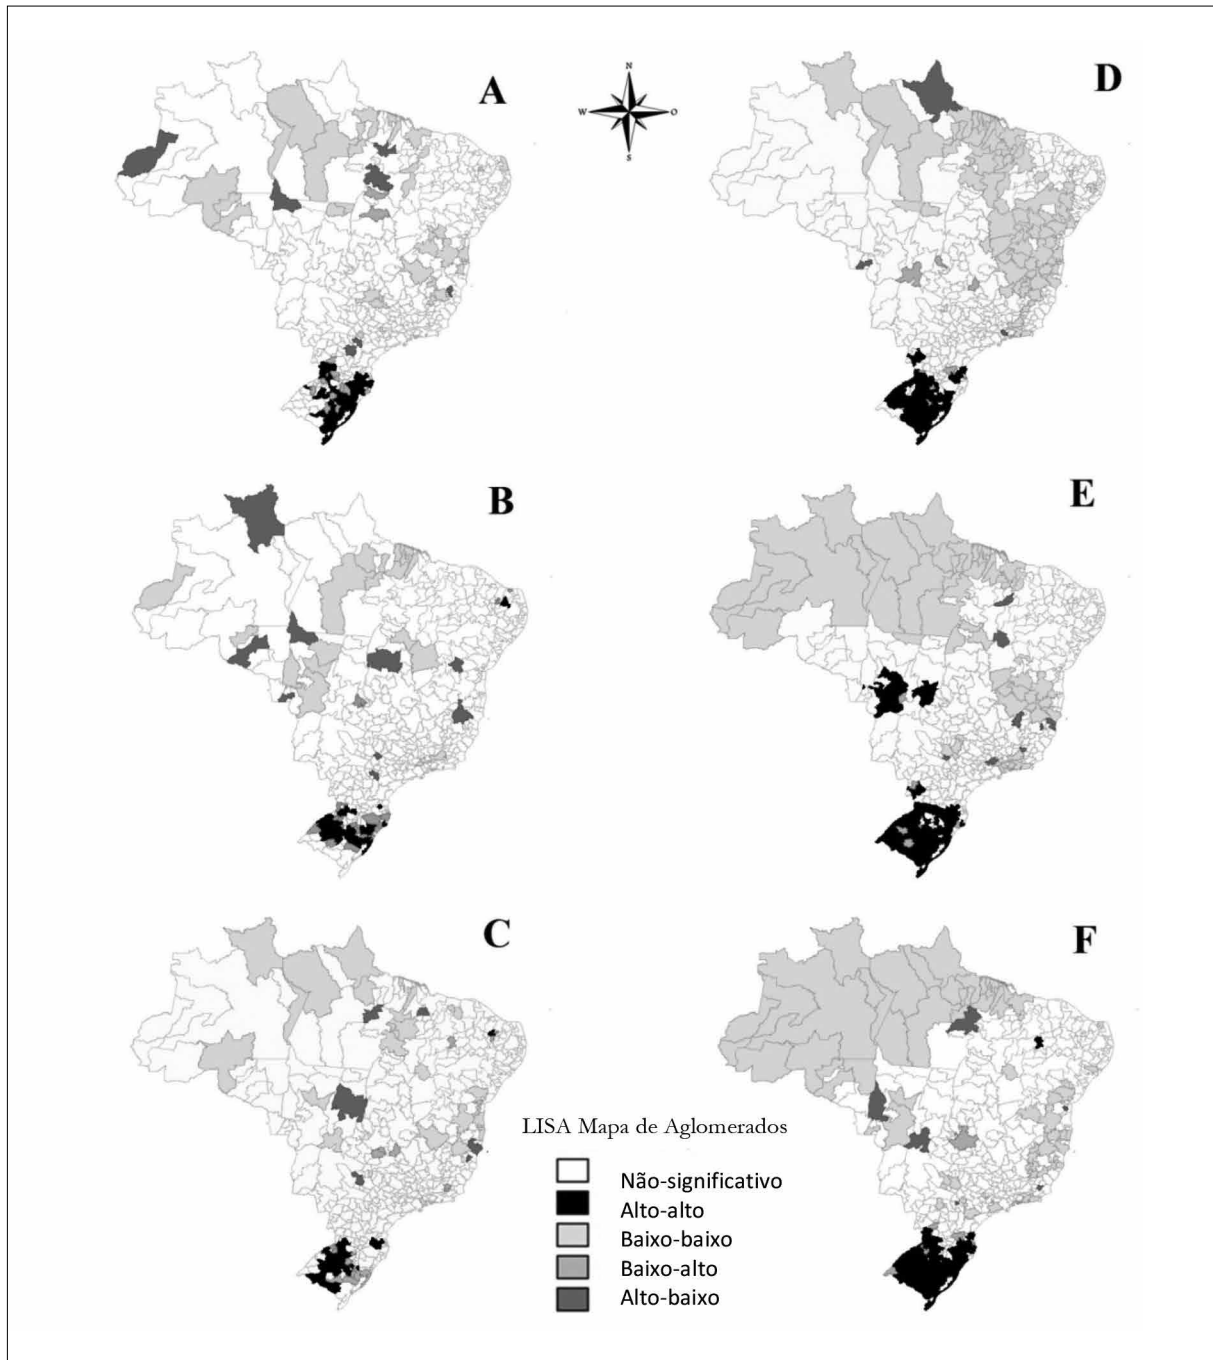 A
N
W
O
S
D
B
E
C
F
LISA Mapa de Aglomerados
Não-significativo
Alto-alto
Baixo-baixo
Baixo-alto
Alto-baixo